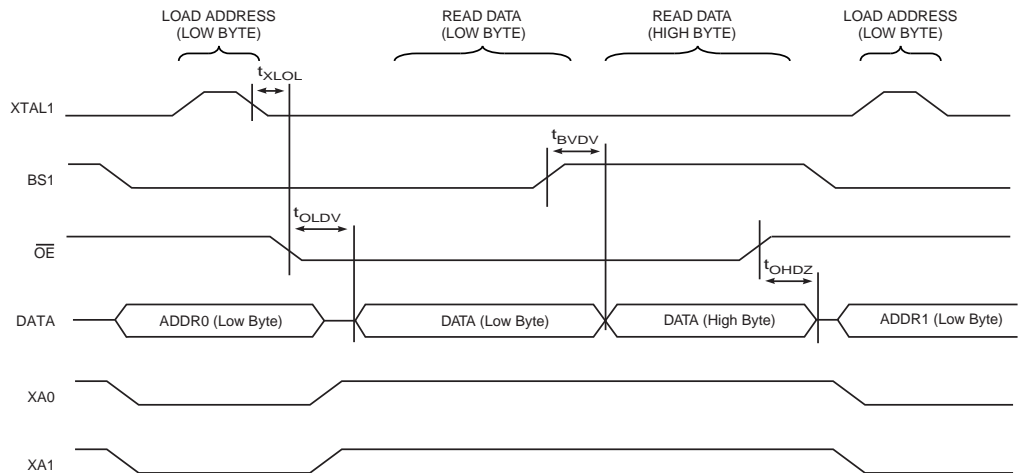 LOAD ADDRESS
(LOW BYTE)
READ DATA
(LOW BYTE)
READ DATA
(HIGH BYTE)
LOAD ADDRESS
(LOW BYTE)
tXLOL
XTAL1
tBVDV
BS1
tOLDV
OE
tOHDZ
DATA
ADDR0 (Low Byte)
DATA (Low Byte)
DATA (High Byte)
ADDR1 (Low Byte)
XA0
XA1